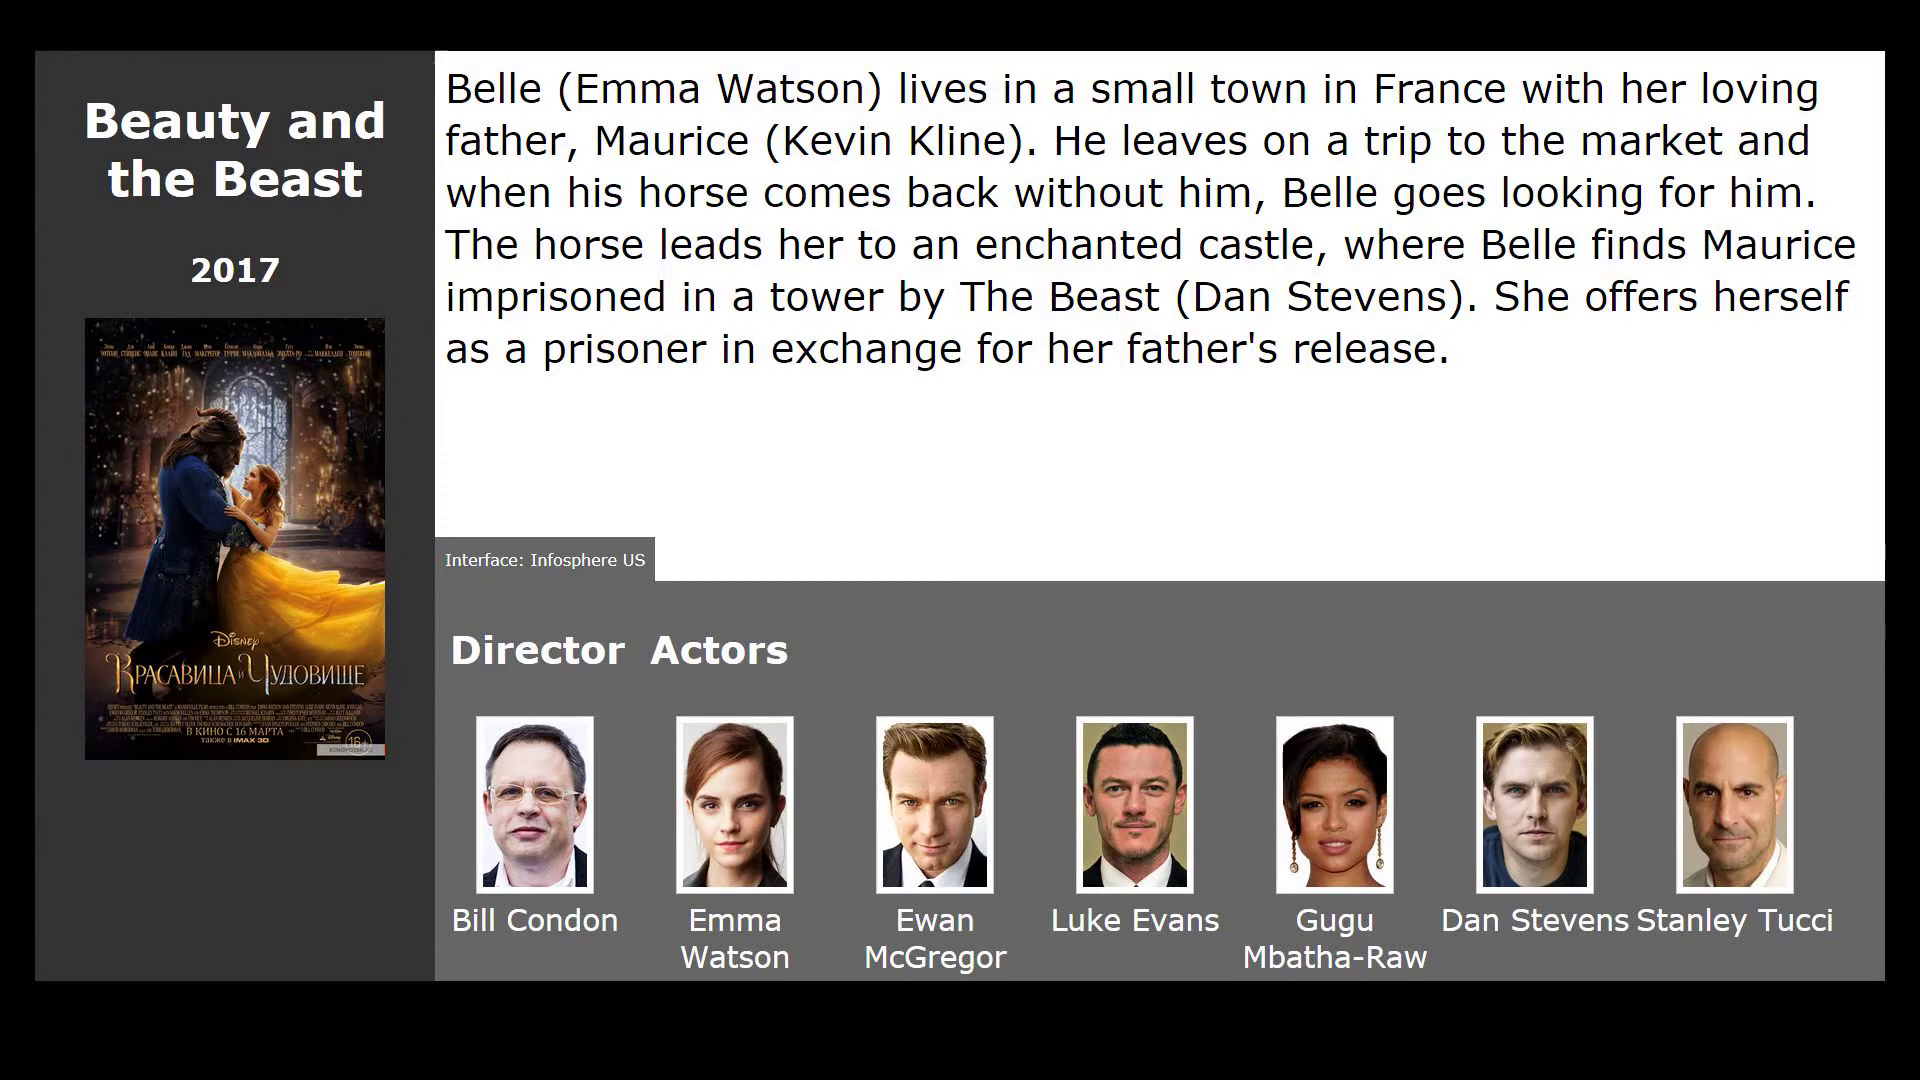 Beauty and
the Beast
2017
Disney
Красавица и Чудовище
В КИНО С 16 МАРТА
также в IMAX 3D
16+
Belle (Emma Watson) lives in a small town in France with her loving
father, Maurice (Kevin Kline). He leaves on a trip to the market and
when his horse comes back without him, Belle goes looking for him.
The horse leads her to an enchanted castle, where Belle finds Maurice
imprisoned in a tower by The Beast (Dan Stevens). She offers herself
as a prisoner in exchange for her father's release.
Interface: Infosphere US
Director Actors
Bill Condon
Emma
Watson
Ewan
McGregor
Luke Evans
Gugu
Mbatha-Raw
Dan Stevens
Stanley Tucci